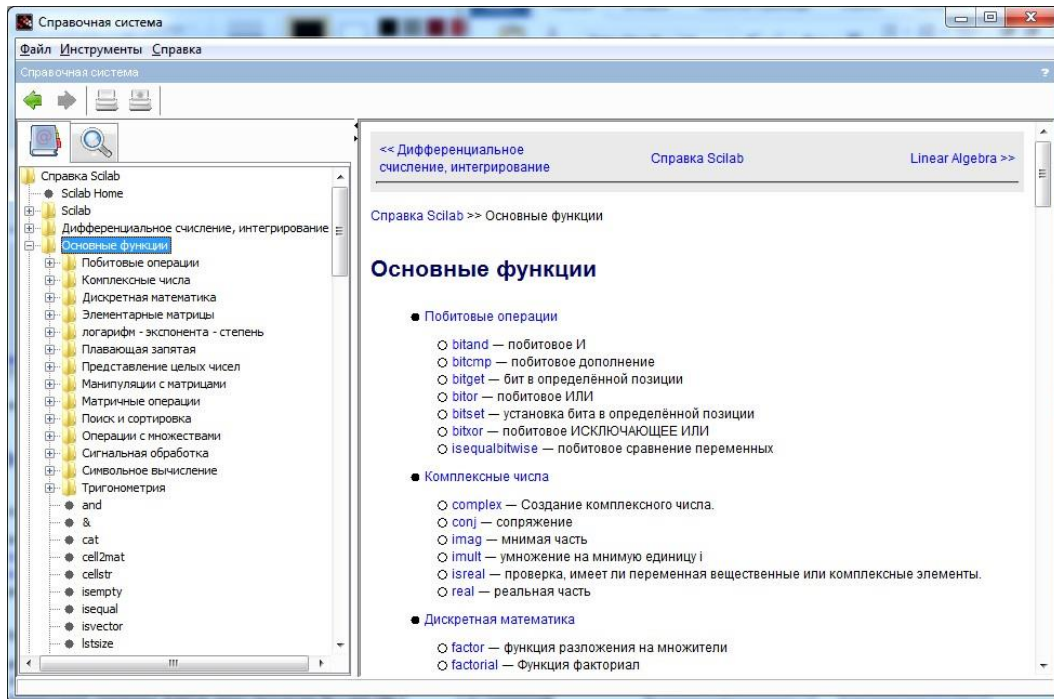 Справочная система
Файл Инструменты Справка
Справочная система
?
Справка Scilab
Scilab Home
Scilab
Дифференциальное счисление, интегрирование
Основные функции
Побитовые операции
Комплексные числа
Дискретная математика
Элементарные матрицы
логарифм - экспонента - степень
Плавающая запятая
Представление целых чисел
Манипуляции с матрицами
Матричные операции
Поиск и сортировка
Операции с множествами
Сигнальная обработка
Символьное вычисление
Тригонометрия
and
&
cat
cell2mat
cellstr
isempty
isequal
isvector
lstsize
<< Дифференциальное
счисление, интегрирование
Справка Scilab
Linear Algebra >>
Справка Scilab >> Основные функции
Основные функции
Побитовые операции
bitand — побитовое И
bitcmp — побитовое дополнение
bitget — бит в определённой позиции
bitor — побитовое ИЛИ
bitset — установка бита в определённой позиции
bitxor — побитовое ИСКЛЮЧАЮЩЕЕ ИЛИ
isequalbitwise — побитовое сравнение переменных
Комплексные числа
complex — Создание комплексного числа.
conj — сопряжение
imag — мнимая часть
imult — умножение на мнимую единицу i
isreal — проверка, имеет ли переменная вещественные или комплексные элементы.
real — реальная часть
Дискретная математика
factor — функция разложения на множители
factorial — Функция факториал